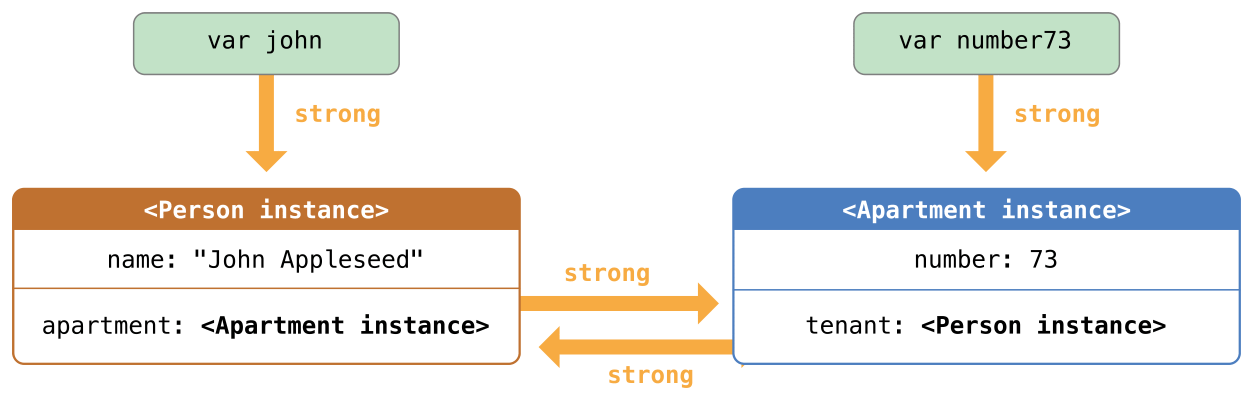 var john
var number73
strong
strong
<Person instance>
<Apartment instance>
name: "John Appleseed"
number: 73
strong
apartment: <Apartment instance>
tenant: <Person instance>
strong